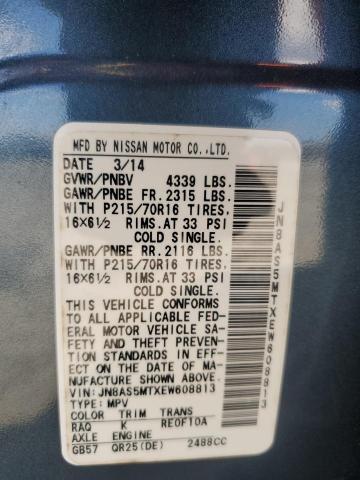 MFD BY NISSAN MOTOR CO.,LTD.
DATE 3/14
GVWR/PNBV 4339 LBS.
GAWR/PNBE FR. 2315 LBS.
WITH P215/70R16 TIRES,
16X6½ RIMS.AT 33 PSI
COLD SINGLE.
GAWR/PNBE RR. 2116 LBS.
WITH P215/70R16 TIRES,
16X6½ RIMS.AT 33 PSI
COLD SINGLE.
THIS VEHICLE CONFORMS
TO ALL APPLICABLE FED-
ERAL MOTOR VEHICLE SA-
FETY AND THEFT PREVEN-
TION STANDARDS IN EFF-
ECT ON THE DATE OF MA-
NUFACTURE SHOWN ABOVE.
VIN:JN8AS5MTXEW608813
TYPE: MPV
COLOR TRIM TRANS
RAQ K RE0F10A
AXLE ENGINE
GB57 QR25(DE) 2488CC
JN8AS5MTXEW608813